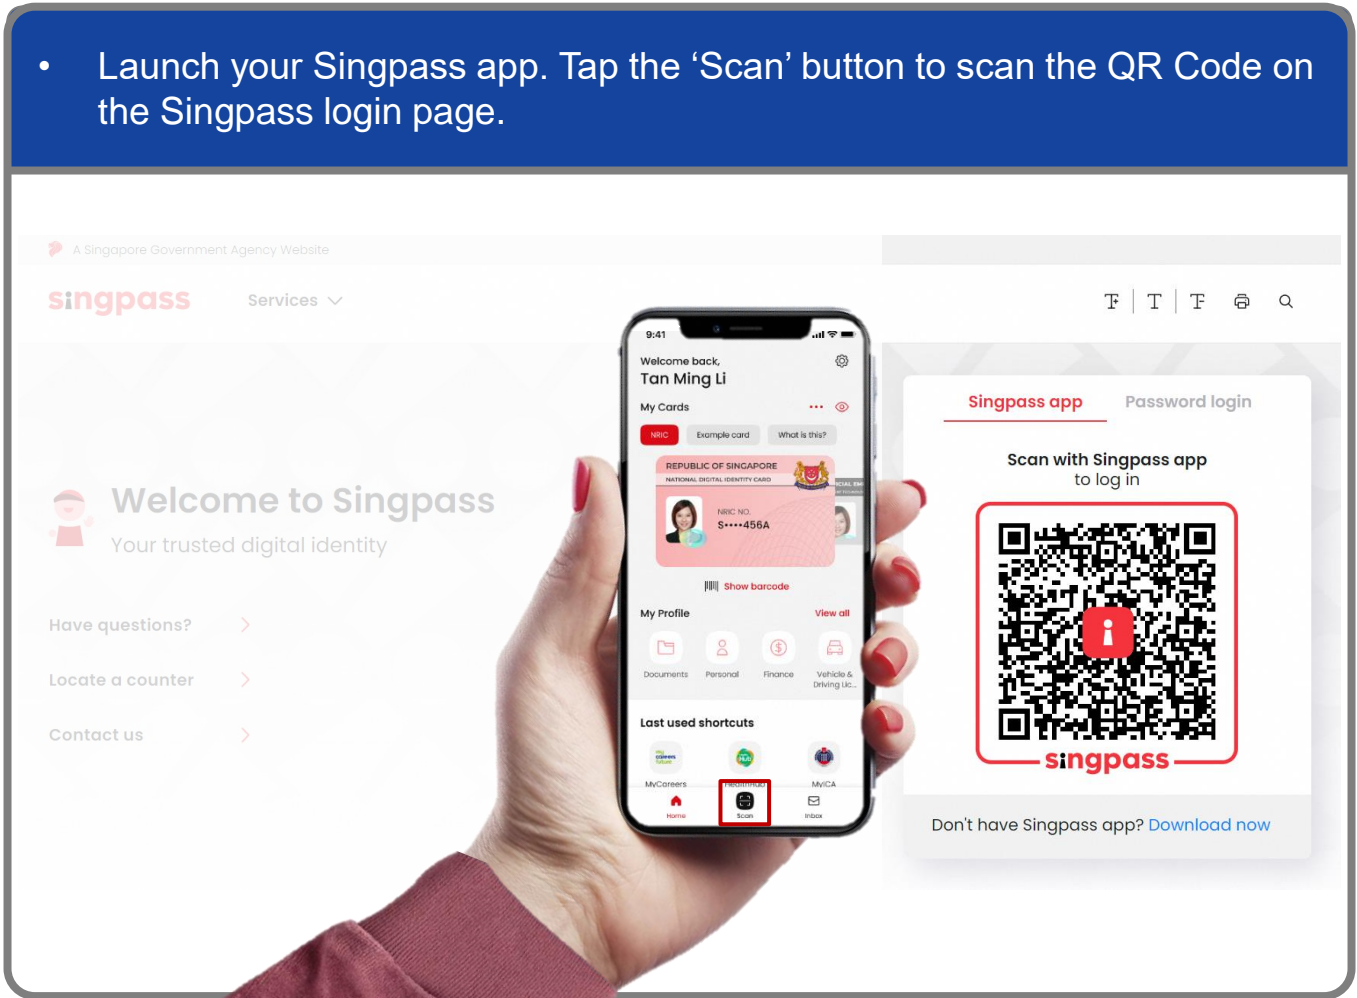 • Launch your Singpass app. Tap the ‘Scan’ button to scan the QR Code on
the Singpass login page.
A Singapore Government Agency Website
singpass
Services
Welcome to Singpass
Your trusted digital identity
Have questions?
Locate a counter
Contact us
9:41
Welcome back,
Tan Ming Li
My Cards
NRIC
Example card
What is this?
REPUBLIC OF SINGAPORE
NATIONAL DIGITAL IDENTITY CARD
NRIC NO.
S••••456A
Show barcode
My Profile
View all
Documents
Personal
Finance
Vehicle &
Driving Lic...
Last used shortcuts
my
careers
future
MyCareers
HealthHub
MyICA
Home
Scan
Inbox
Singpass app
Password login
Scan with Singpass app
to log in
singpass
Don't have Singpass app? Download now